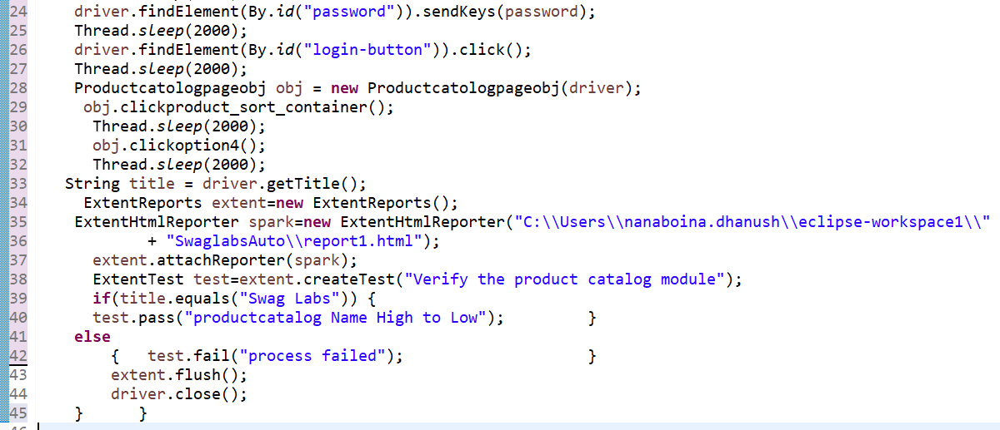 24 driver.findElement(By.id("password")).sendKeys(password);
25 Thread.sleep(2000);
26 driver.findElement(By.id("login-button")).click();
27 Thread.sleep(2000);
28 Productcatologpageobj obj = new Productcatologpageobj(driver);
29 obj.clickproduct_sort_container();
30 Thread.sleep(2000);
31 obj.clickoption4();
32 Thread.sleep(2000);
33 String title = driver.getTitle();
34 ExtentReports extent=new ExtentReports();
35 ExtentHtmlReporter spark=new ExtentHtmlReporter("C:\\Users\\nanaboina.dhanush\\eclipse-workspace1\\"
36 + "SwaglabsAuto\\report1.html");
37 extent.attachReporter(spark);
38 ExtentTest test=extent.createTest("Verify the product catalog module");
39 if(title.equals("Swag Labs")) {
40 test.pass("productcatalog Name High to Low"); }
41 else
42 { test.fail("process failed"); }
43 extent.flush();
44 driver.close();
45 } }